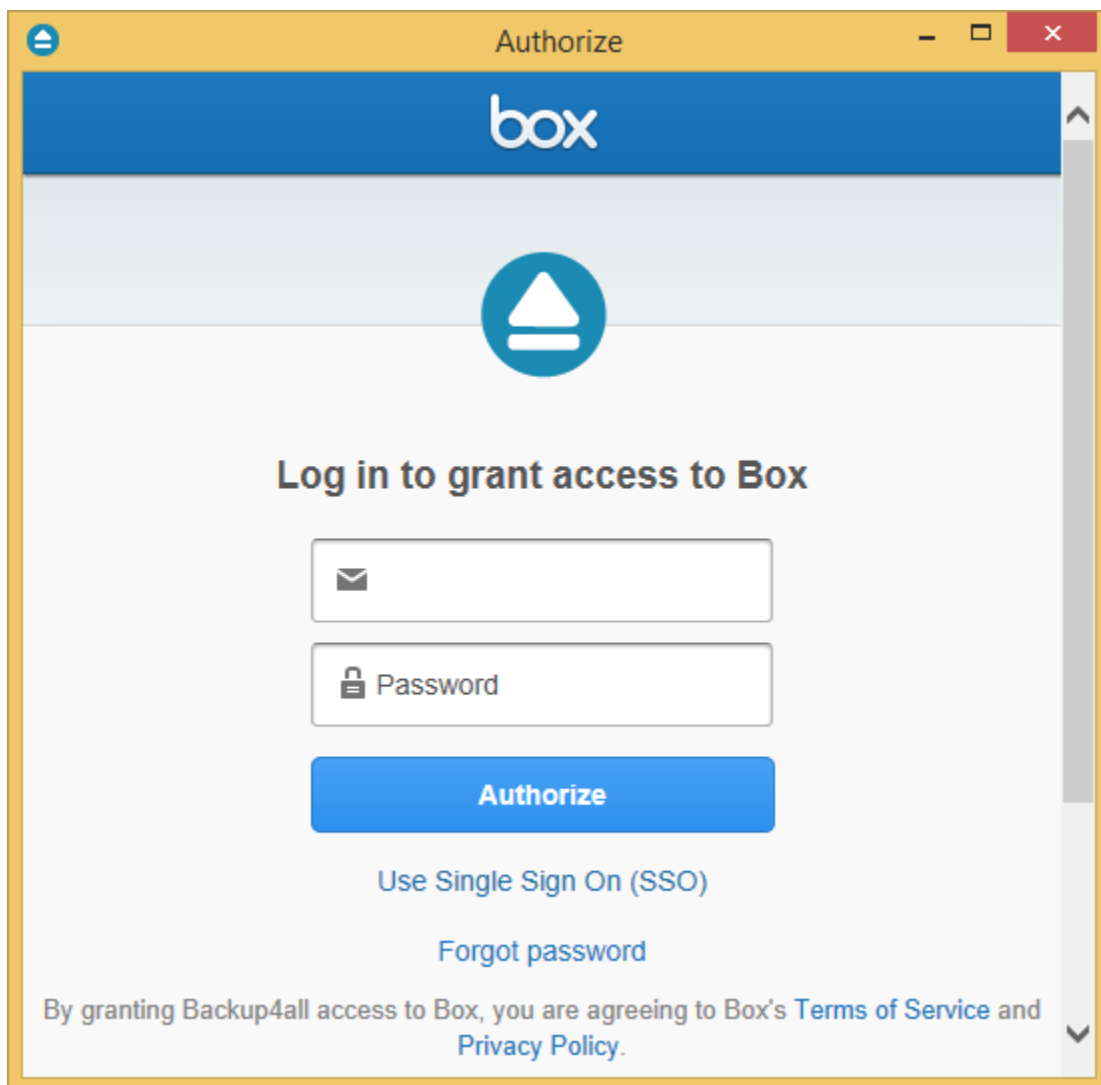 Authorize
box
Log in to grant access to Box
Password
Authorize
Use Single Sign On (SSO)
Forgot password
By granting Backup4all access to Box, you are agreeing to Box's Terms of Service and
Privacy Policy.